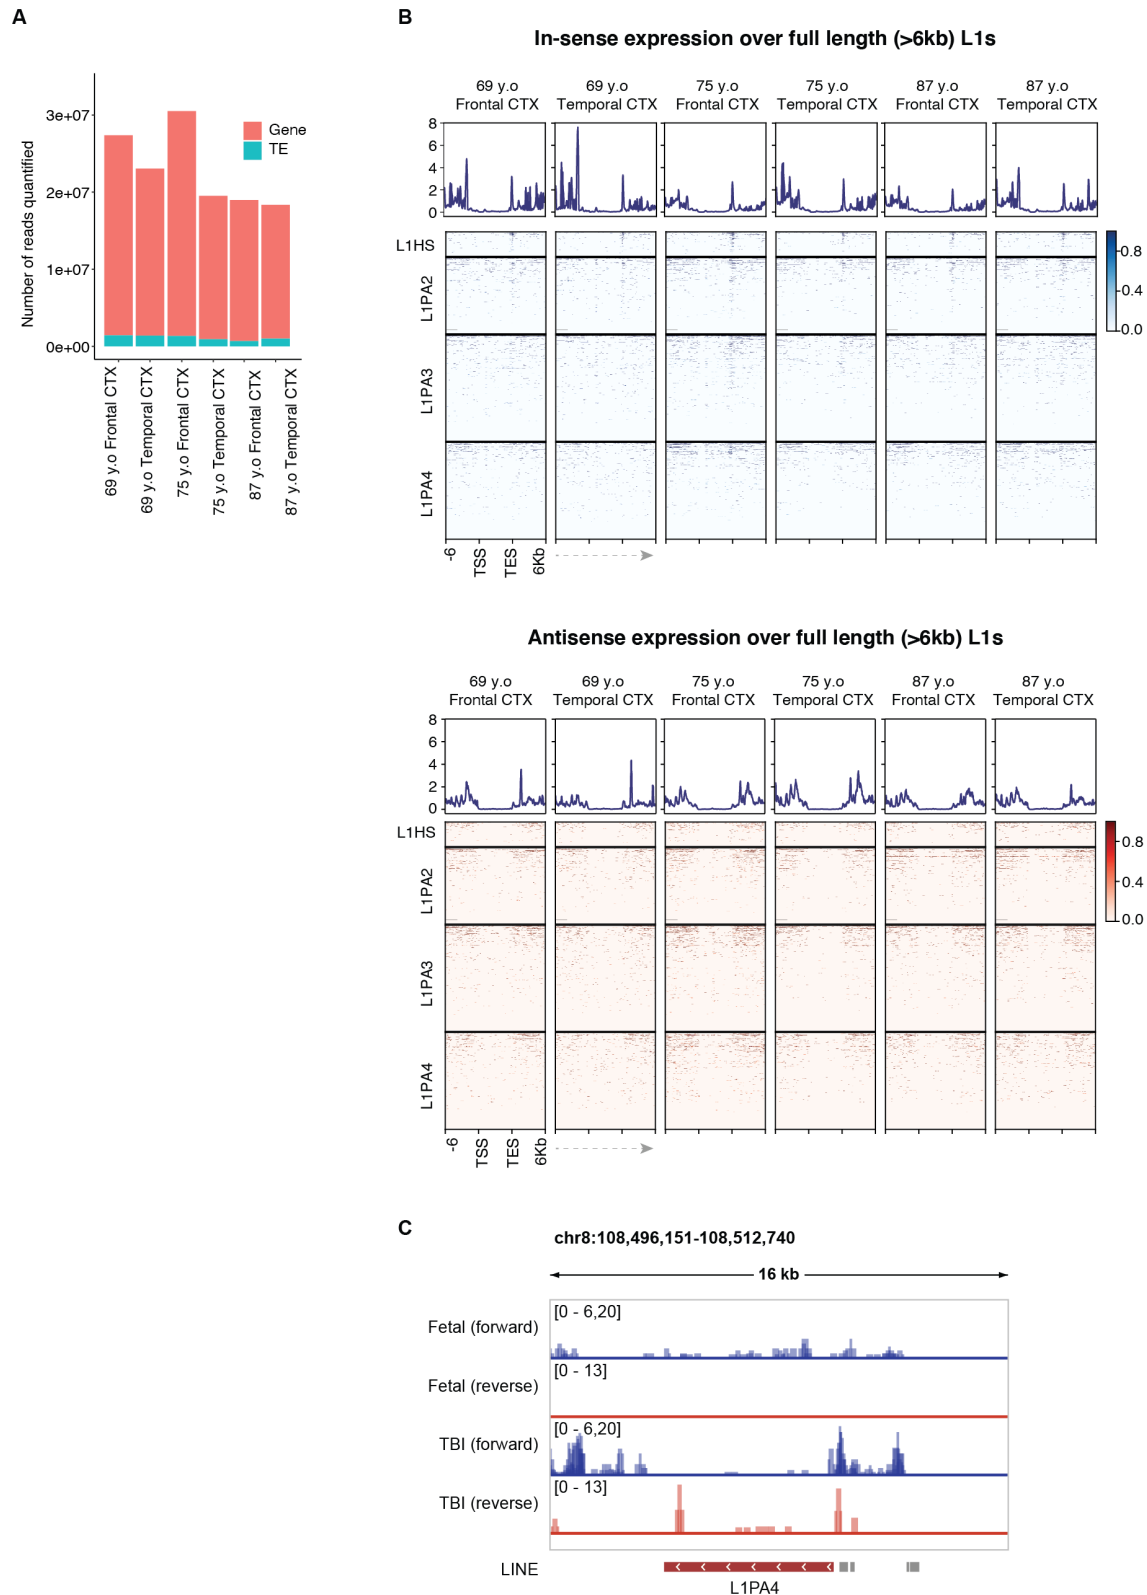 A
Number of reads quantified
3e+07
2e+07
1e+07
0e+00
Gene
TE
69 y.o Frontal CTX
69 y.o Temporal CTX
75 y.o Frontal CTX
75 y.o Temporal CTX
87 y.o Frontal CTX
87 y.o Temporal CTX
B
In-sense expression over full length (>6kb) L1s
69 y.o
Frontal CTX
69 y.o
Temporal CTX
75 y.o
Frontal CTX
75 y.o
Temporal CTX
87 y.o
Frontal CTX
87 y.o
Temporal CTX
8
6
4
2
0
L1HS
L1PA2
L1PA3
L1PA4
0.8
0.4
0.0
-6
TSS
TES
6Kb
Antisense expression over full length (>6kb) L1s
69 y.o
Frontal CTX
69 y.o
Temporal CTX
75 y.o
Frontal CTX
75 y.o
Temporal CTX
87 y.o
Frontal CTX
87 y.o
Temporal CTX
8
6
4
2
0
L1HS
L1PA2
L1PA3
L1PA4
0.8
0.4
0.0
-6
TSS
TES
6Kb
C
chr8:108,496,151-108,512,740
16 kb
Fetal (forward)
[0 - 6,20]
Fetal (reverse)
[0 - 13]
TBI (forward)
[0 - 6,20]
TBI (reverse)
[0 - 13]
LINE
L1PA4